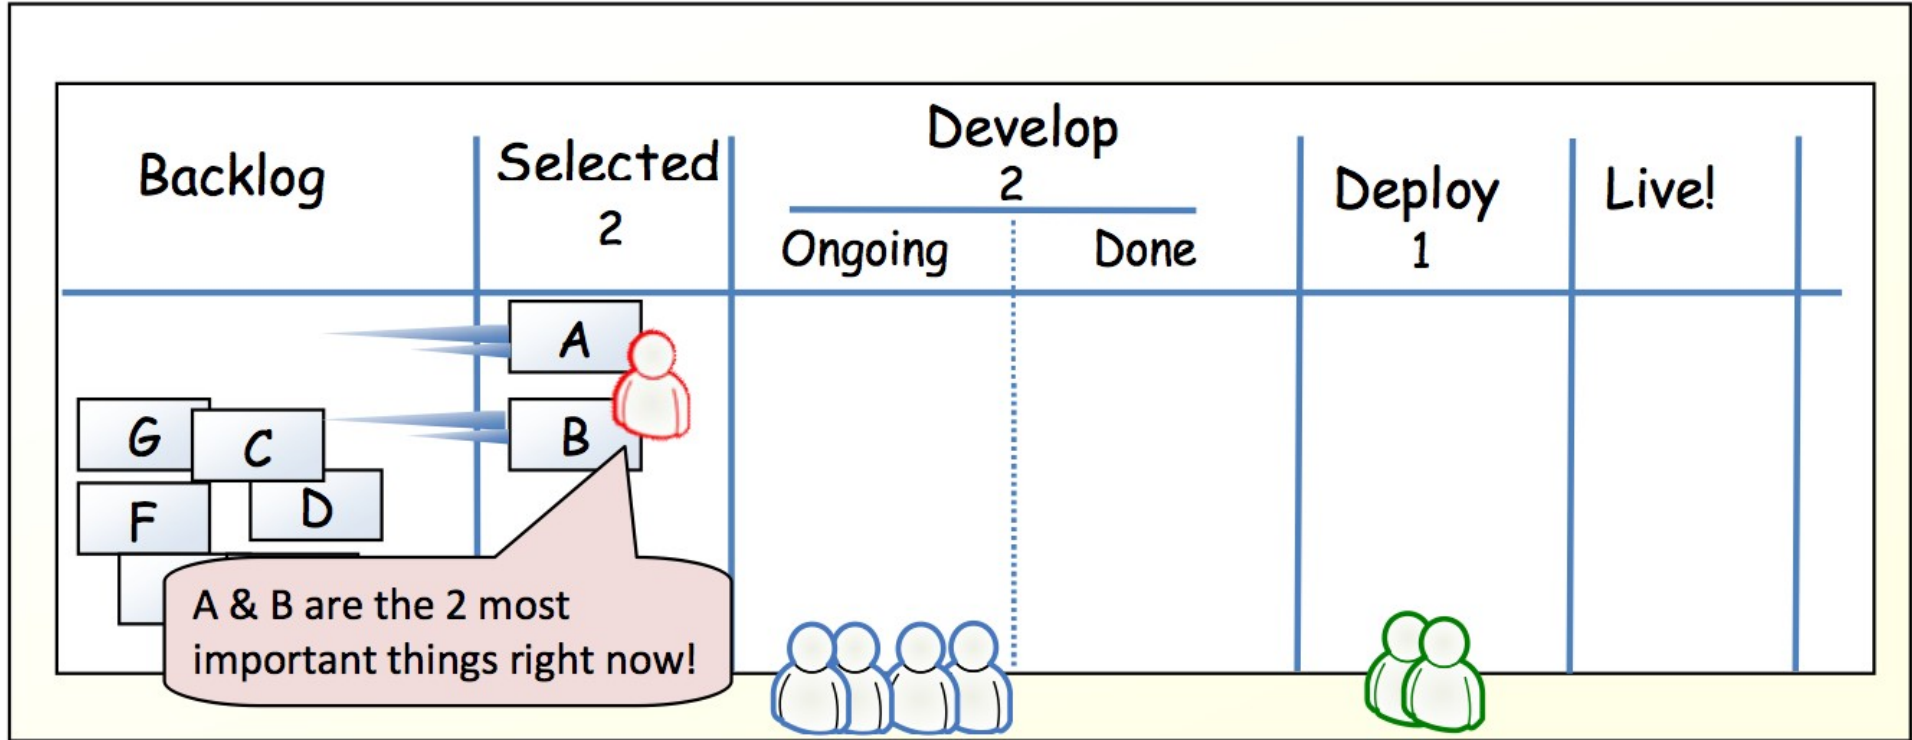 Backlog
Selected
2
Develop
2
Ongoing
Done
Deploy
1
Live!
A
B
G
C
F
D
A & B are the 2 most
important things right now!